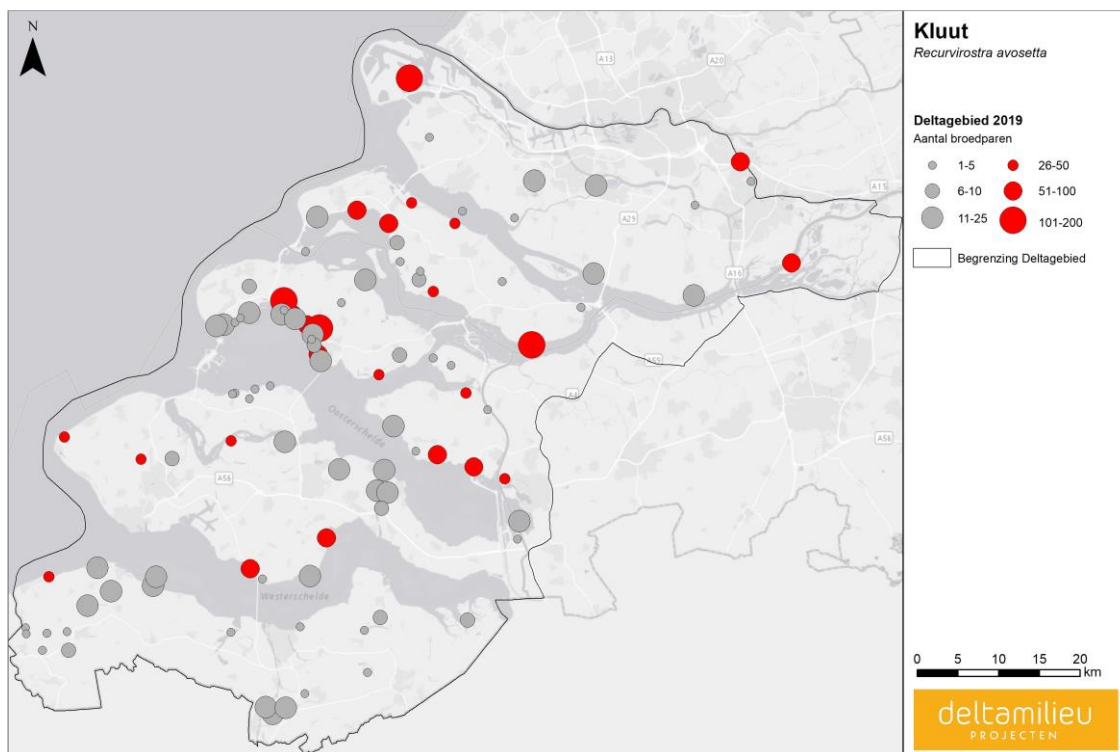 N
A13
A20
A15
A29
A16
A59
A4
A58
Oosterschelde
A58
Westerschelde
Kluut
Recurvirostra avosetta
Deltagebied 2019
Aantal broedparen
1-5 26-50
6-10 51-100
11-25 101-200
Begrenzing Deltagebied
0 5 10 15 20
km
deltamilieu
PROJECTEN